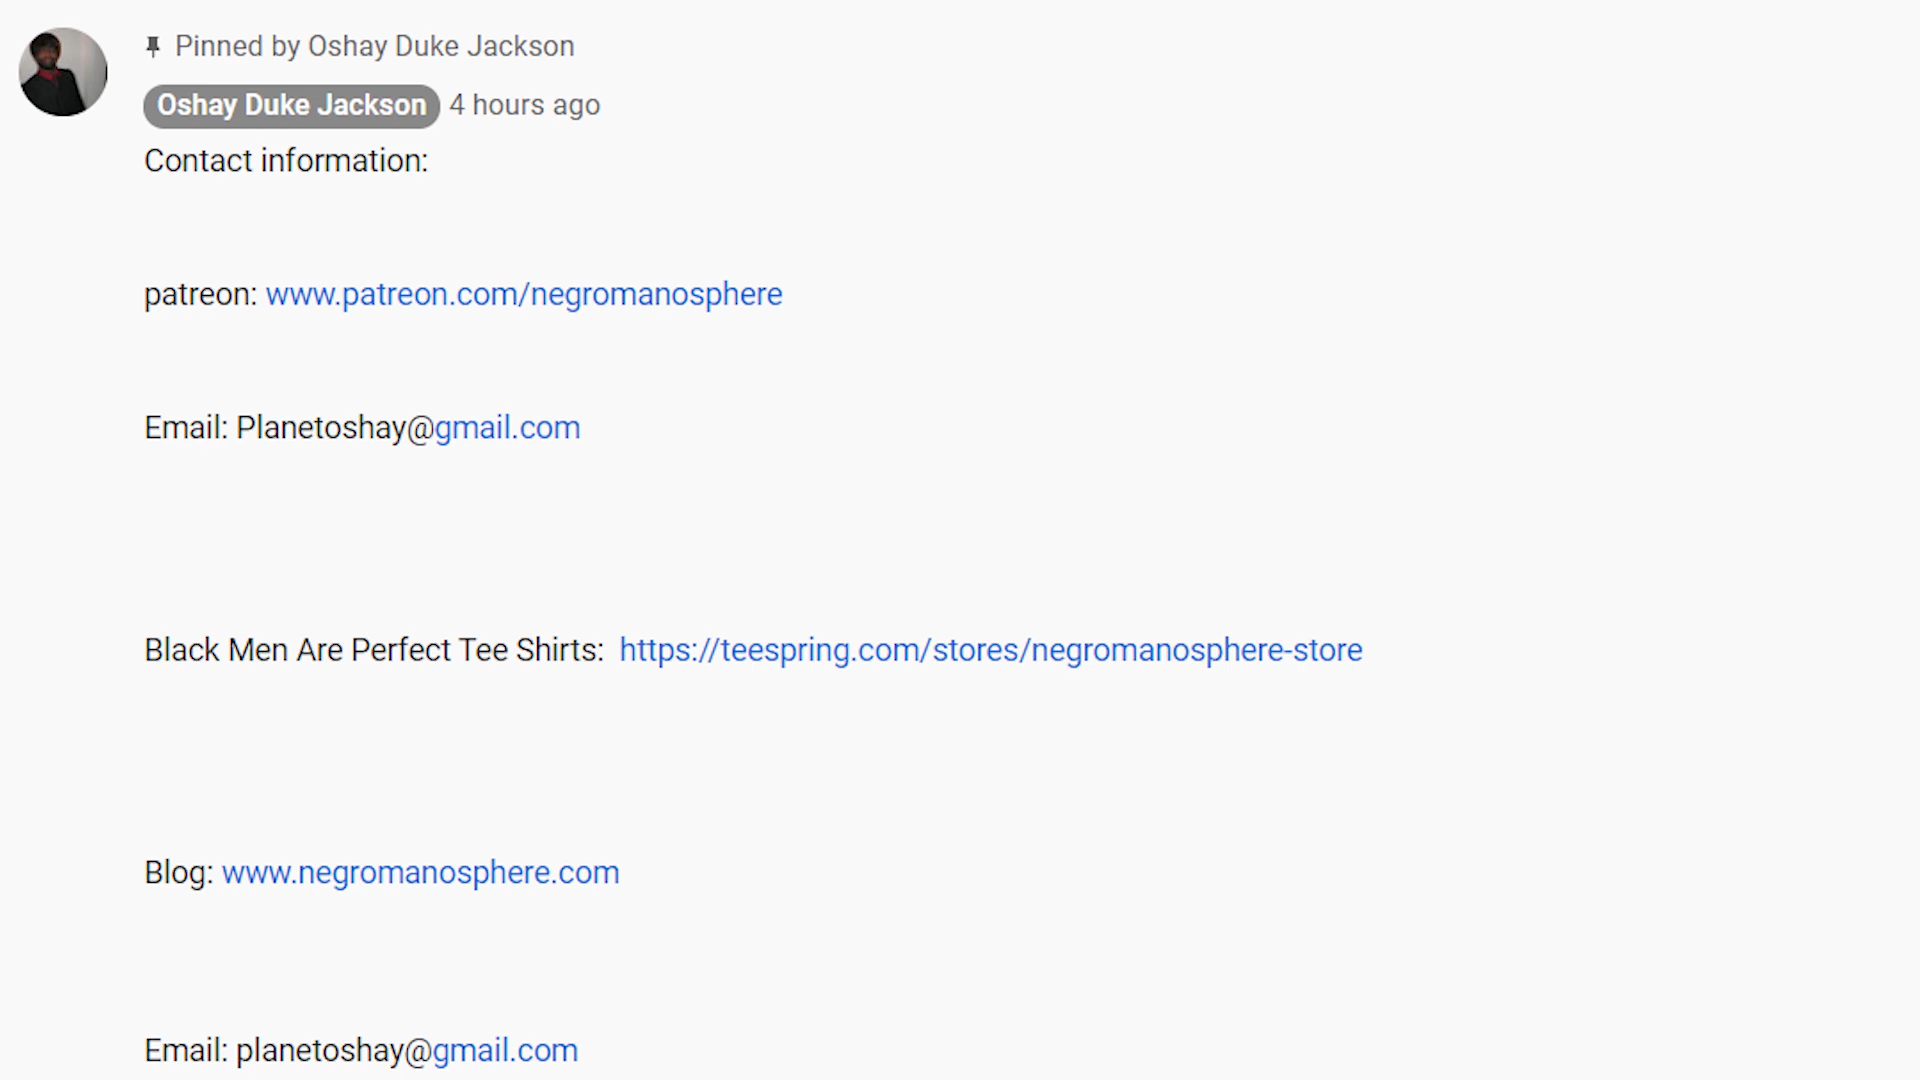 Pinned by Oshay Duke Jackson
Oshay Duke Jackson 4 hours ago
Contact information:
patreon: www.patreon.com/negromanosphere
Email: Planetoshay@gmail.com
Black Men Are Perfect Tee Shirts:  https://teespring.com/stores/negromanosphere-store
Blog: www.negromanosphere.com
Email: planetoshay@gmail.com